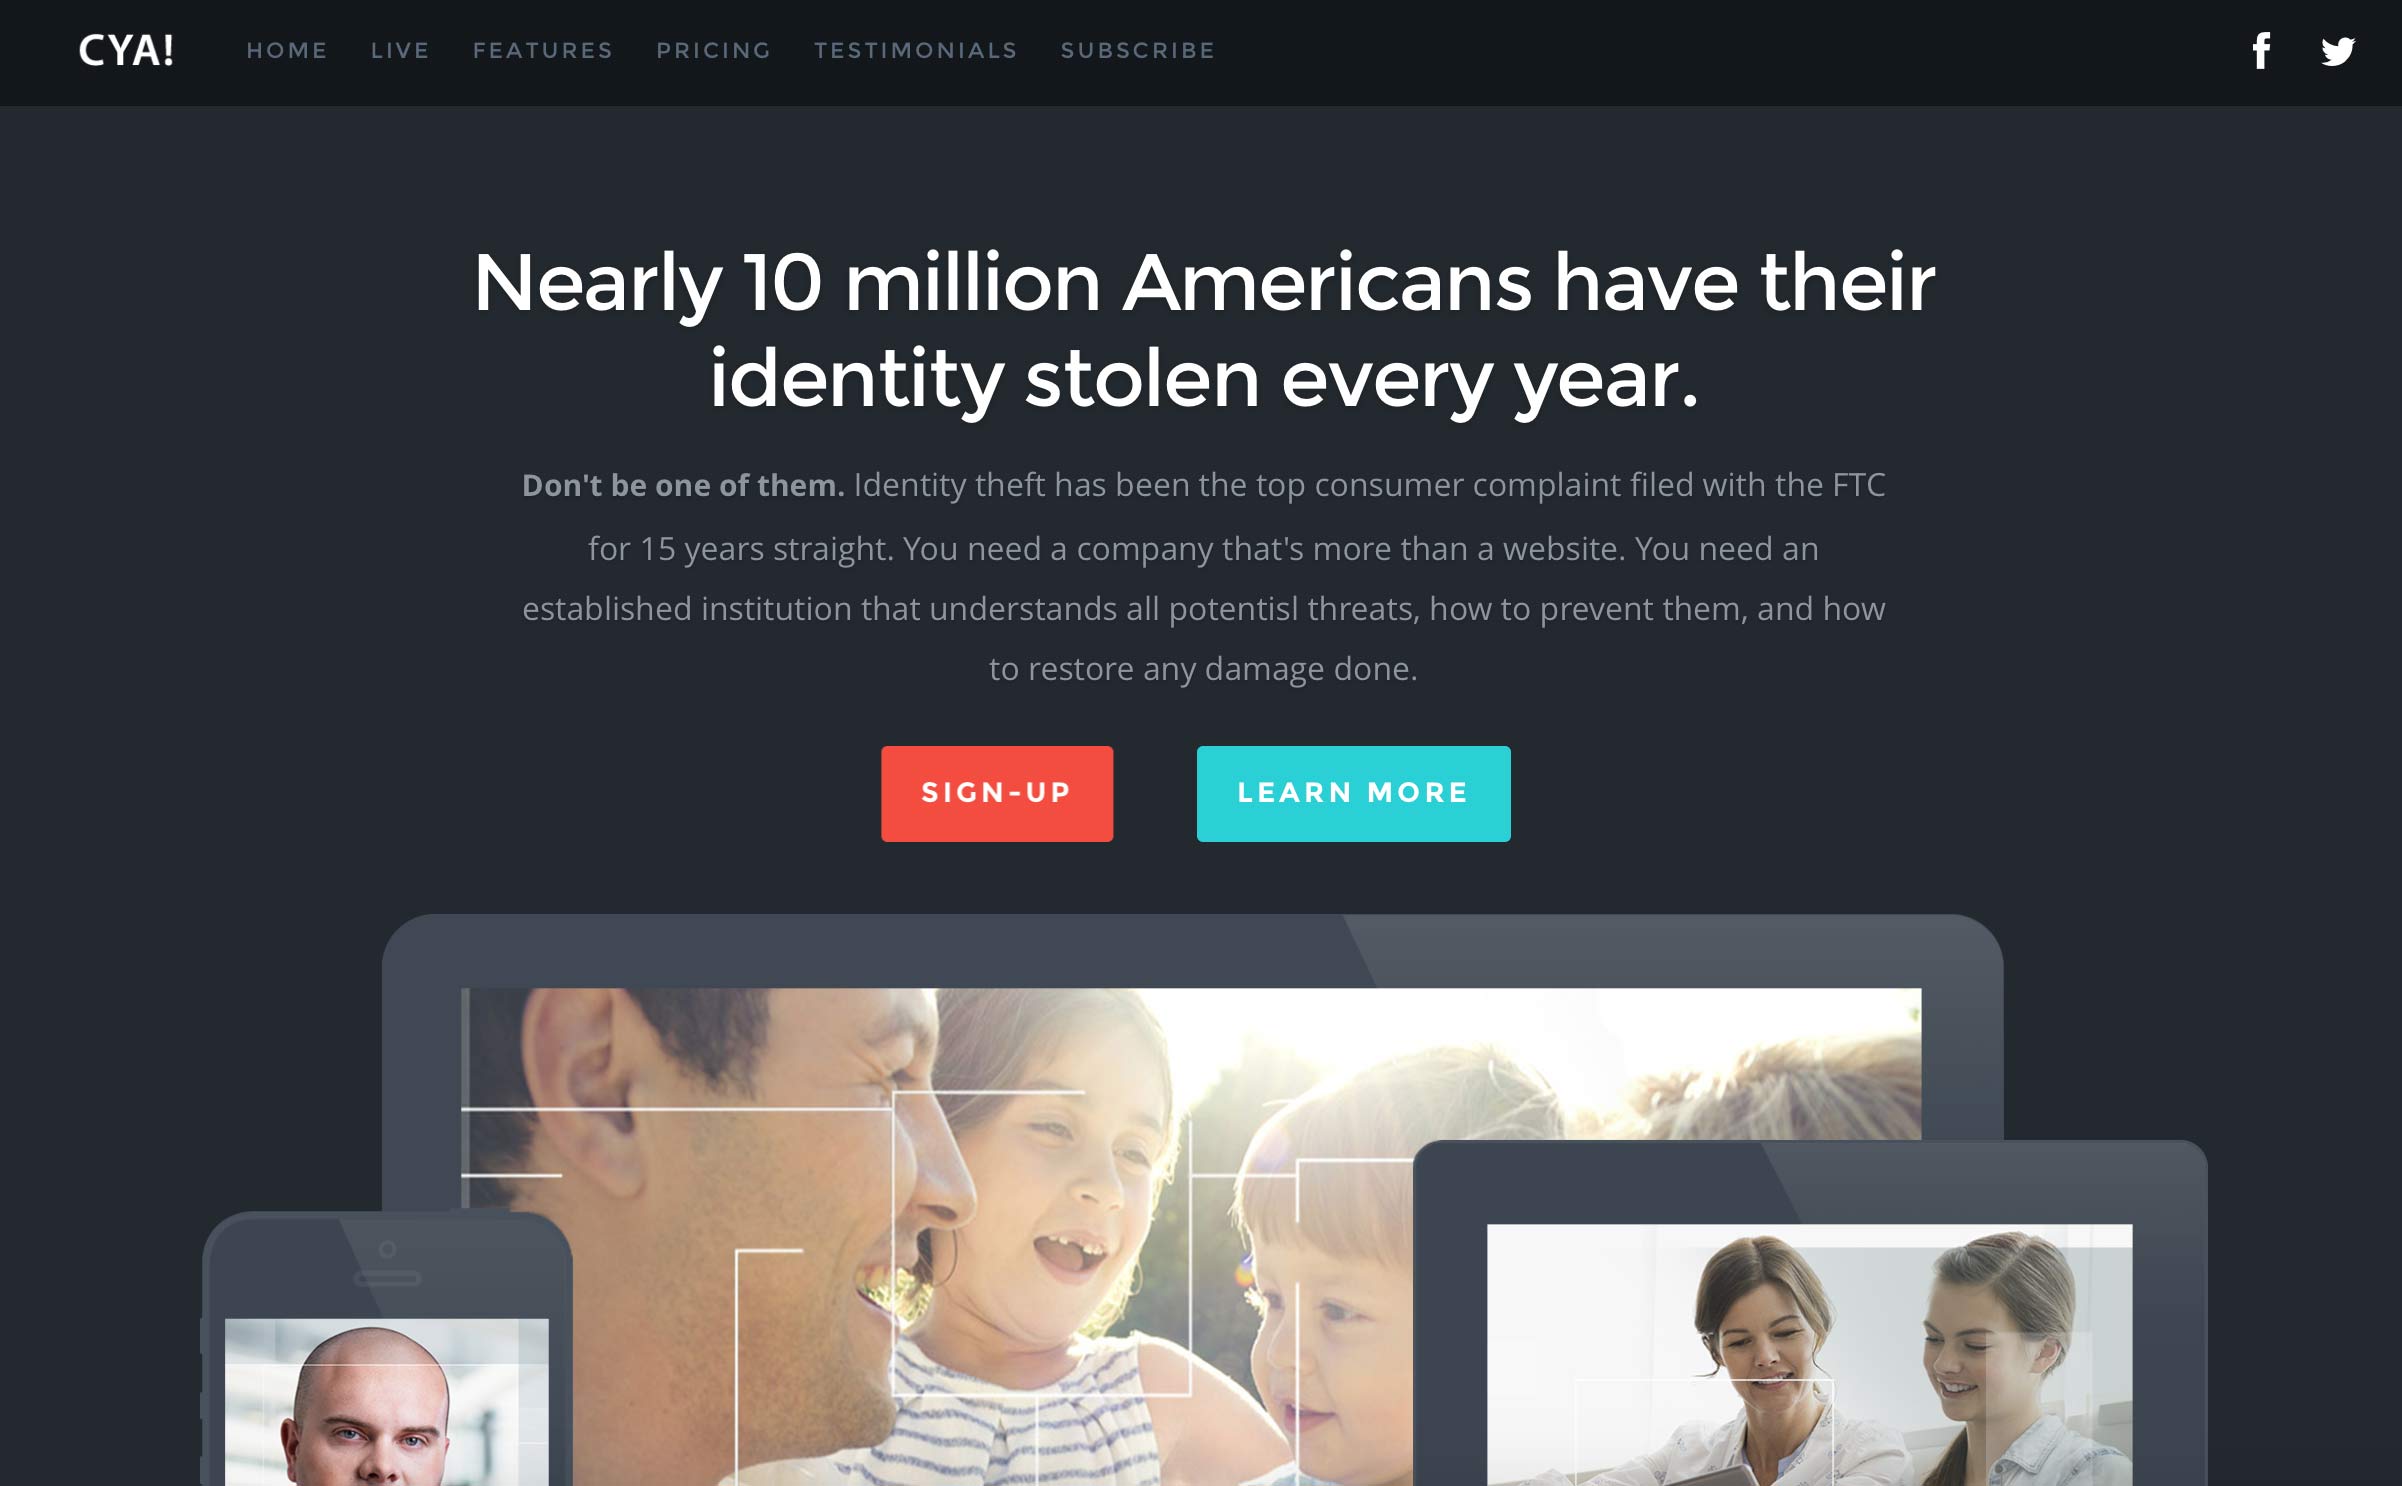 CYA!
HOME
LIVE
FEATURES
PRICING
TESTIMONIALS
SUBSCRIBE
Nearly 10 million Americans have their
identity stolen every year.
Don't be one of them. Identity theft has been the top consumer complaint filed with the FTC
for 15 years straight. You need a company that's more than a website. You need an
established institution that understands all potentisl threats, how to prevent them, and how
to restore any damage done.
SIGN-UP
LEARN MORE